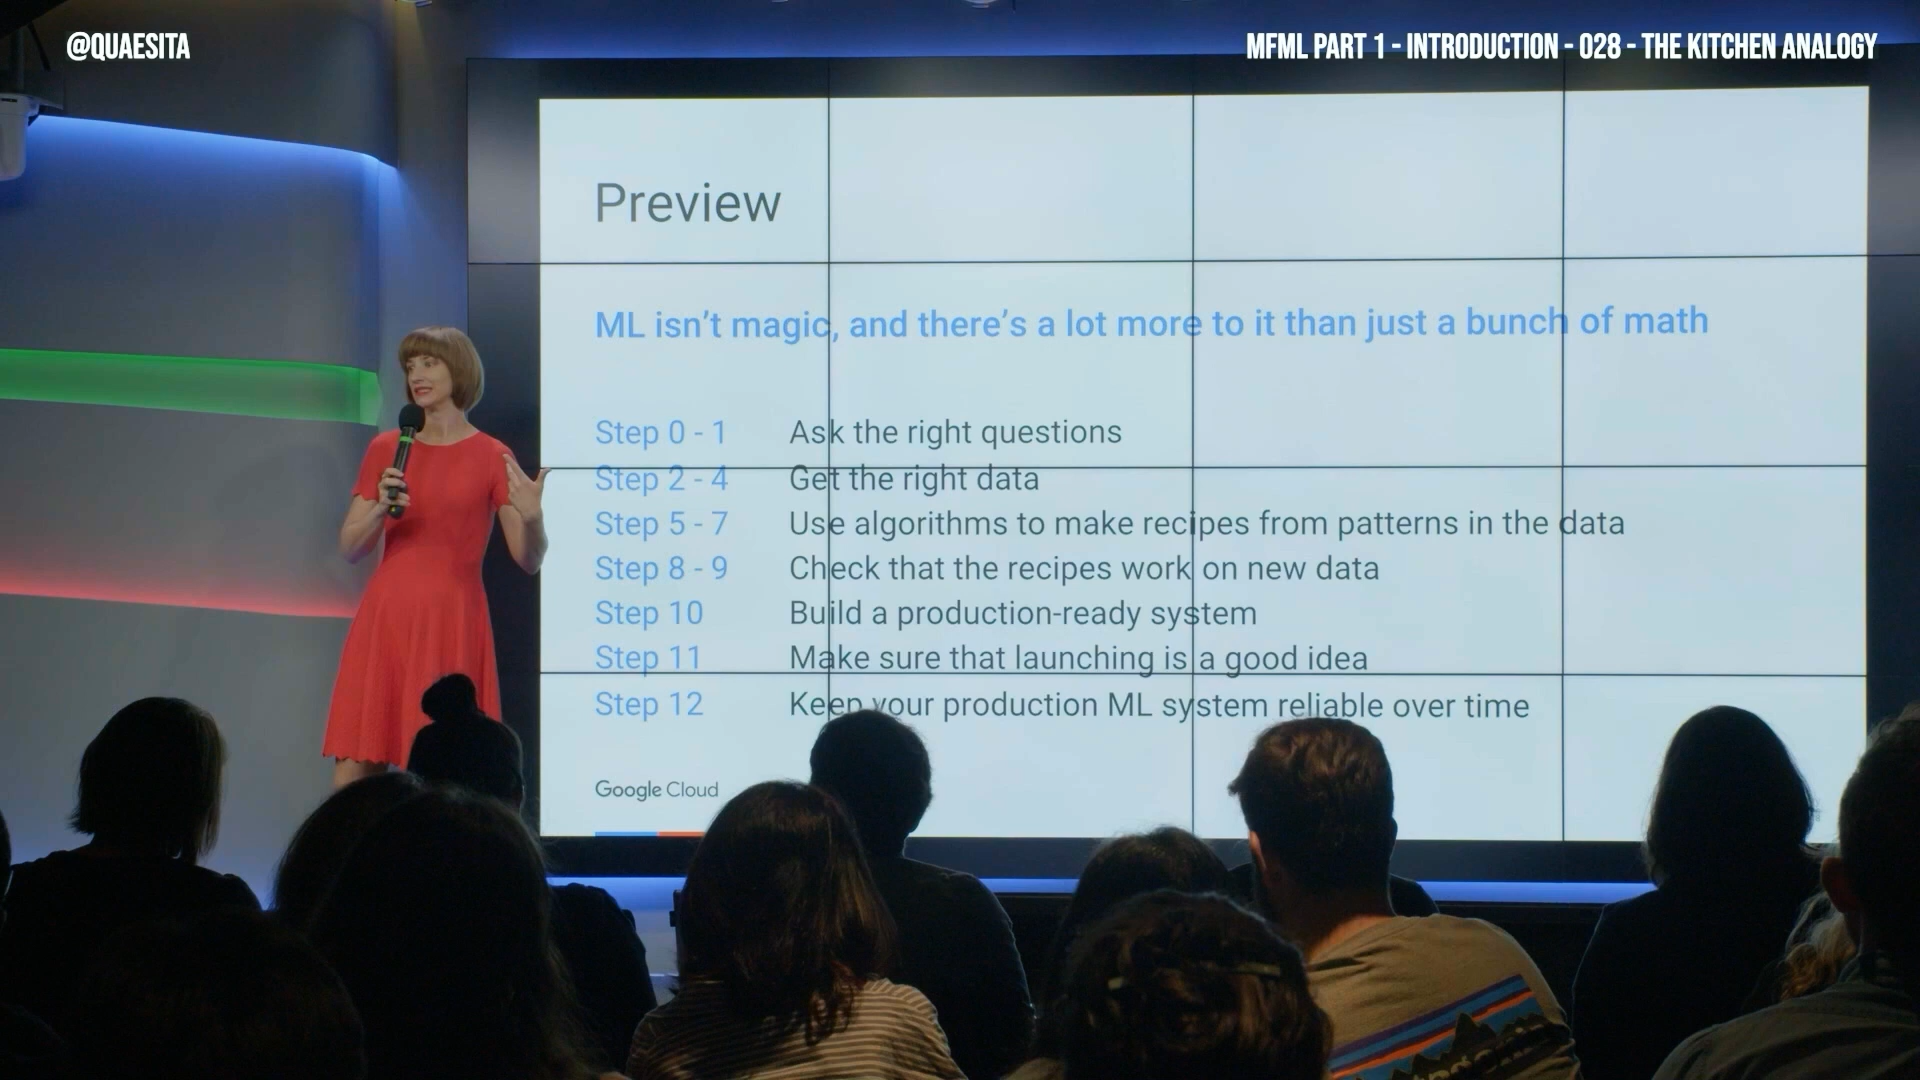 @QUAESITA
MFML PART 1 - INTRODUCTION - 028 - THE KITCHEN ANALOGY
Preview
ML isn't magic, and there's a lot more to it than just a bunch of math
Step 0 - 1 Ask the right questions
Step 2 - 4 Get the right data
Step 5 - 7 Use algorithms to make recipes from patterns in the data
Step 8 - 9 Check that the recipes work on new data
Step 10 Build a production-ready system
Step 11 Make sure that launching is a good idea
Step 12 Keep your production ML system reliable over time
Google Cloud